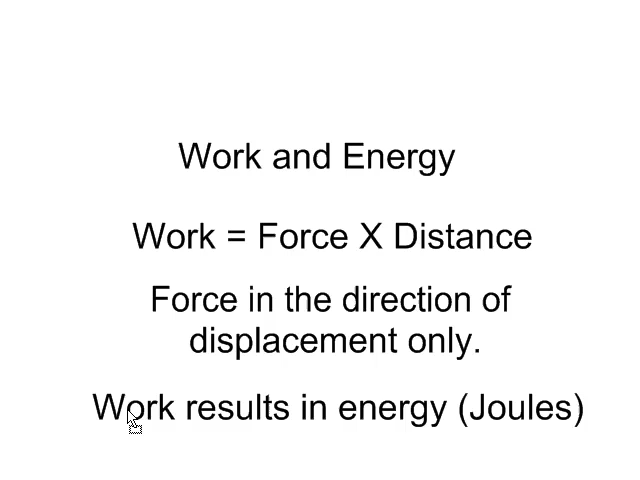 Work and Energy
Work = Force X Distance
Force in the direction of
displacement only.
Work results in energy (Joules)